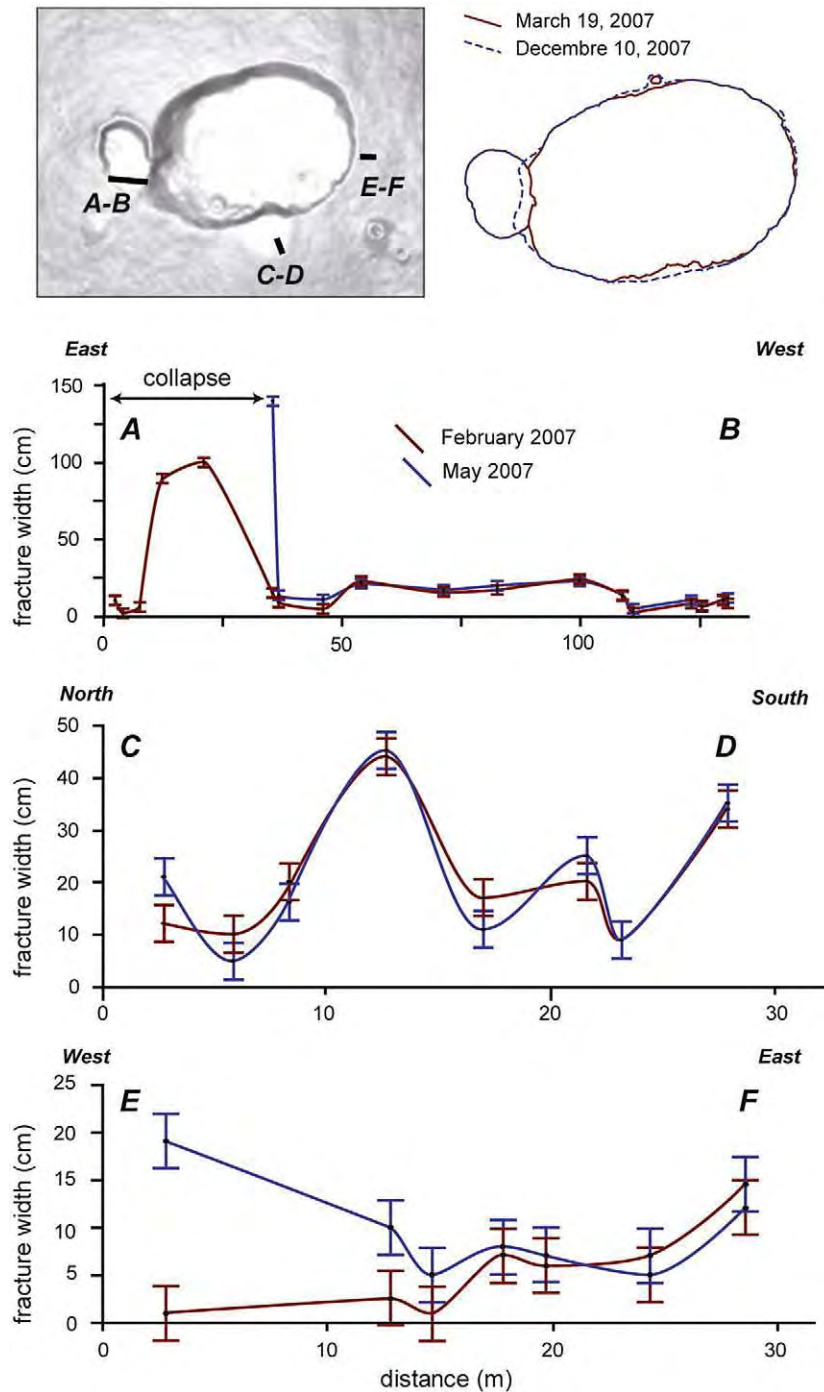 March 19, 2007
Decembre 10, 2007
A-B
E-F
C-D
East West
150
collapse
A B
February 2007
May 2007
100
50
0
fracture width (cm)
0 50 100
North South
50
C D
40
30
20
10
0
fracture width (cm)
0 10 20 30
West East
25
E F
20
15
10
5
0
fracture width (cm)
0 10 20 30
distance (m)